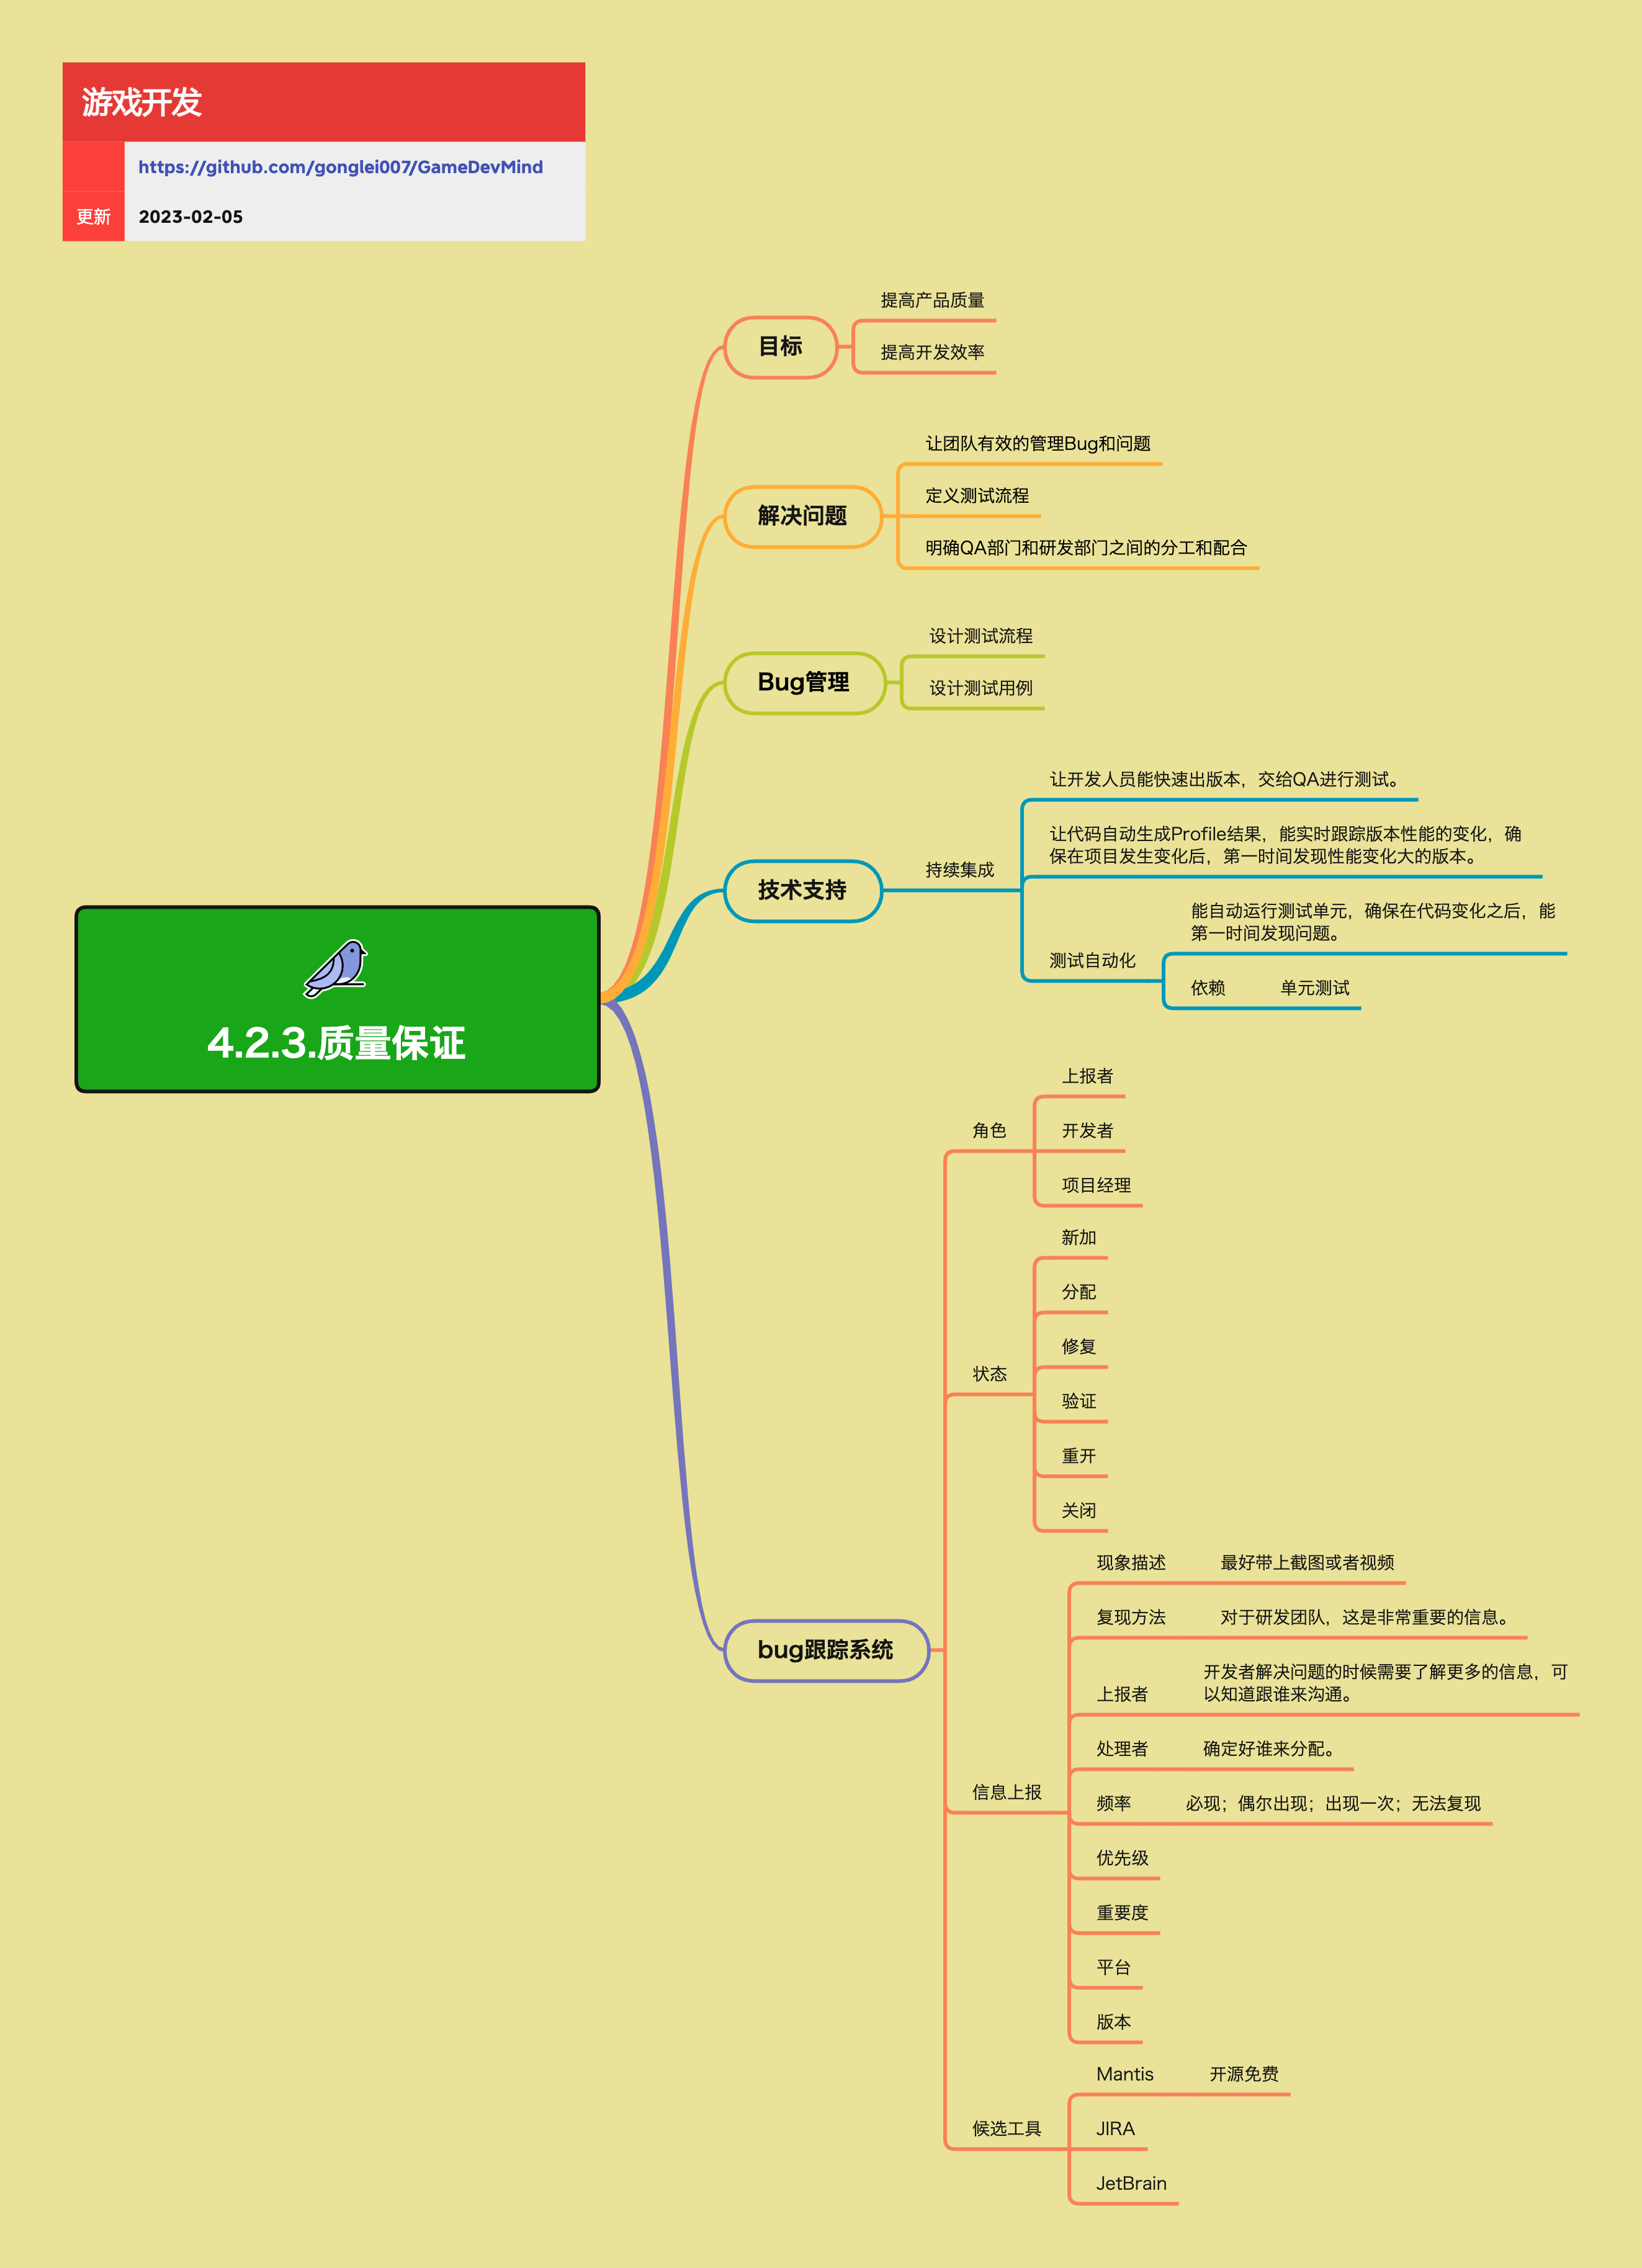 游戏开发
https://github.com/gonglei007/GameDevMind
更新 2023-02-05
4.2.3.质量保证
目标
提高产品质量
提高开发效率
解决问题
让团队有效的管理Bug和问题
定义测试流程
明确QA部门和研发部门之间的分工和配合
Bug管理
设计测试流程
设计测试用例
技术支持
持续集成
让开发人员能快速出版本，交给QA进行测试。
让代码自动生成Profile结果，能实时跟踪版本性能的变化，确
保在项目发生变化后，第一时间发现性能变化大的版本。
测试自动化
能自动运行测试单元，确保在代码变化之后，能
第一时间发现问题。
依赖 单元测试
bug跟踪系统
角色
上报者
开发者
项目经理
状态
新加
分配
修复
验证
重开
关闭
信息上报
现象描述 最好带上截图或者视频
复现方法 对于研发团队，这是非常重要的信息。
上报者
开发者解决问题的时候需要了解更多的信息，可
以知道跟谁来沟通。
处理者 确定好谁来分配。
频率 必现；偶尔出现；出现一次；无法复现
优先级
重要度
平台
版本
候选工具
Mantis 开源免费
JIRA
JetBrain